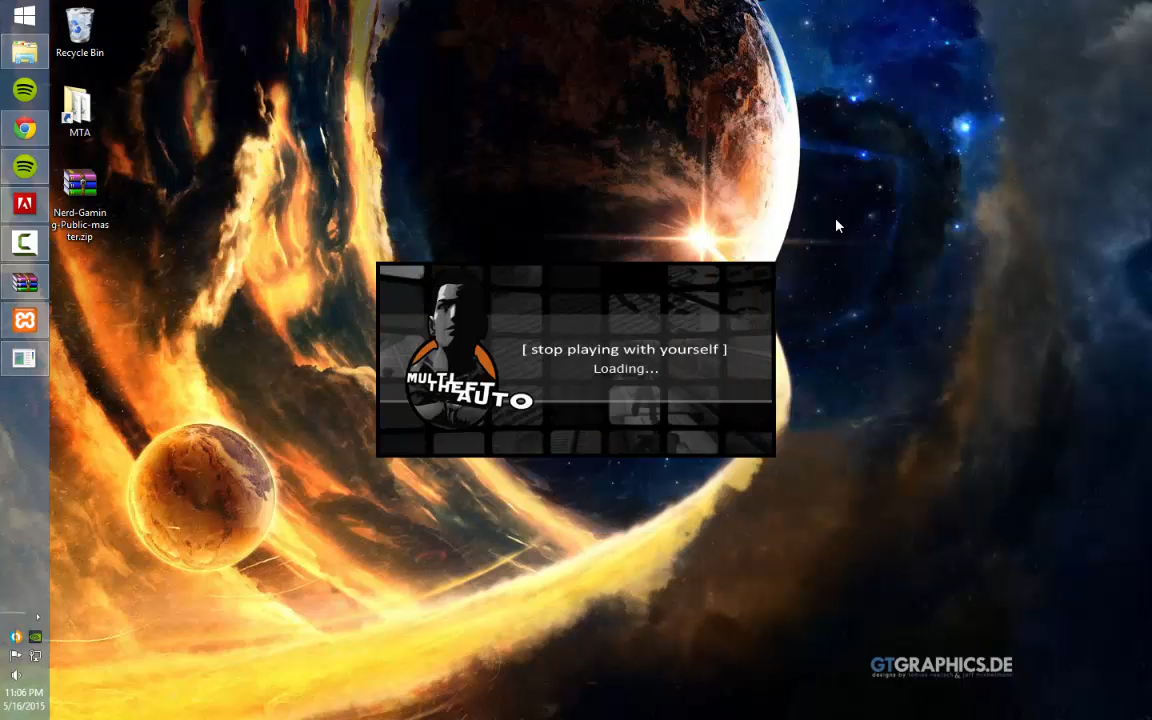 Recycle Bin
MTA
Nerd-Gamin
g-Public-mas
ter.zip
MULTI
THEFT
AUTO
[ stop playing with yourself ]
Loading...
GTGRAPHICS.DE
11:06 PM
5/16/2015